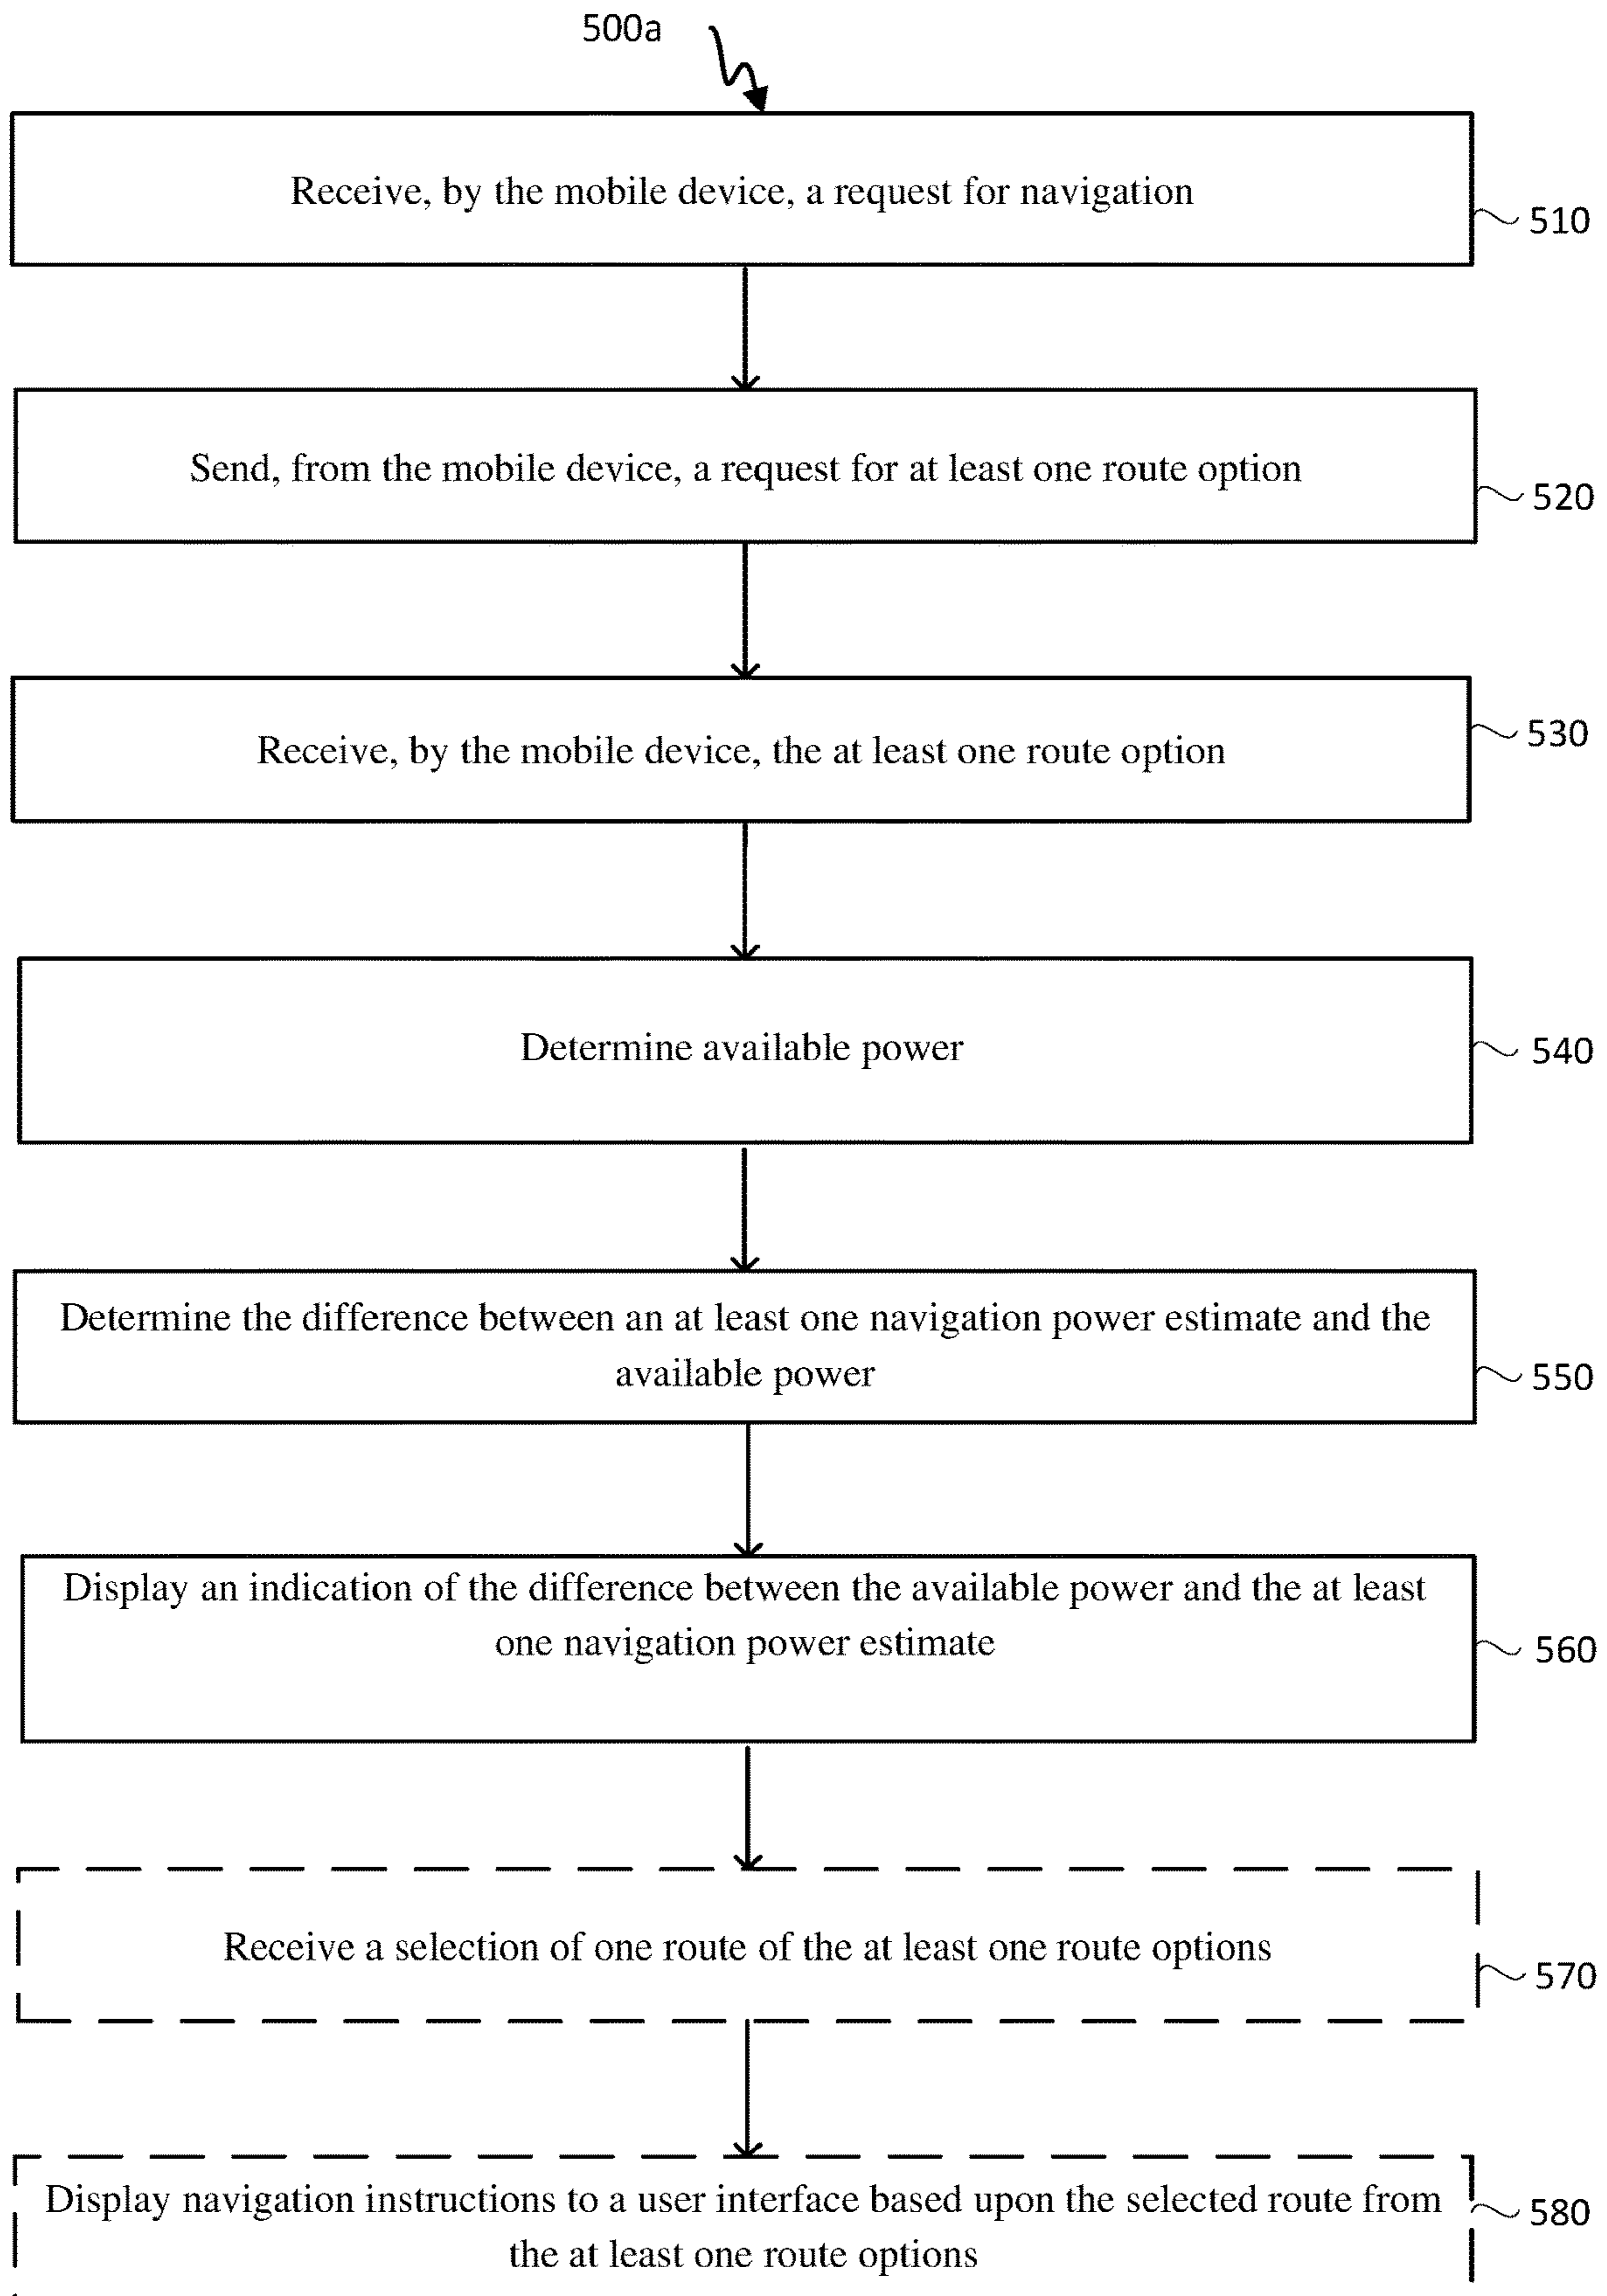 500a
Receive, by the mobile device, a request for navigation
510
Send, from the mobile device, a request for at least one route option
520
Receive, by the mobile device, the at least one route option
530
Determine available power
540
Determine the difference between an at least one navigation power estimate and the
available power
550
Display an indication of the difference between the available power and the at least
one navigation power estimate
560
Receive a selection of one route of the at least one route options
570
Display navigation instructions to a user interface based upon the selected route from
the at least one route options
580